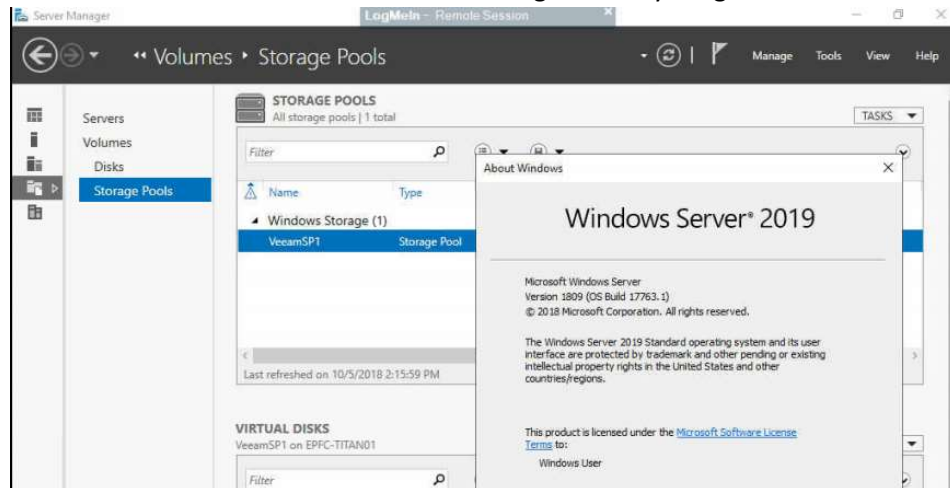 Server Manager
LogMeIn - Remote Session
Volumes
Storage Pools
Manage
Tools
View
Help
Servers
Volumes
Disks
Storage Pools
STORAGE POOLS
All storage pools | 1 total
TASKS
Filter
Name
Type
Windows Storage (1)
VeeamSP1
Storage Pool
Last refreshed on 10/5/2018 2:15:59 PM
VIRTUAL DISKS
VeeamSP1 on EPFC-TITAN01
Filter
About Windows
Windows Server® 2019
Microsoft Windows Server
Version 1809 (OS Build 17763.1)
© 2018 Microsoft Corporation. All rights reserved.
The Windows Server 2019 Standard operating system and its user
interface are protected by trademark and other pending or existing
intellectual property rights in the United States and other
countries/regions.
This product is licensed under the Microsoft Software License
Terms to:
Windows User